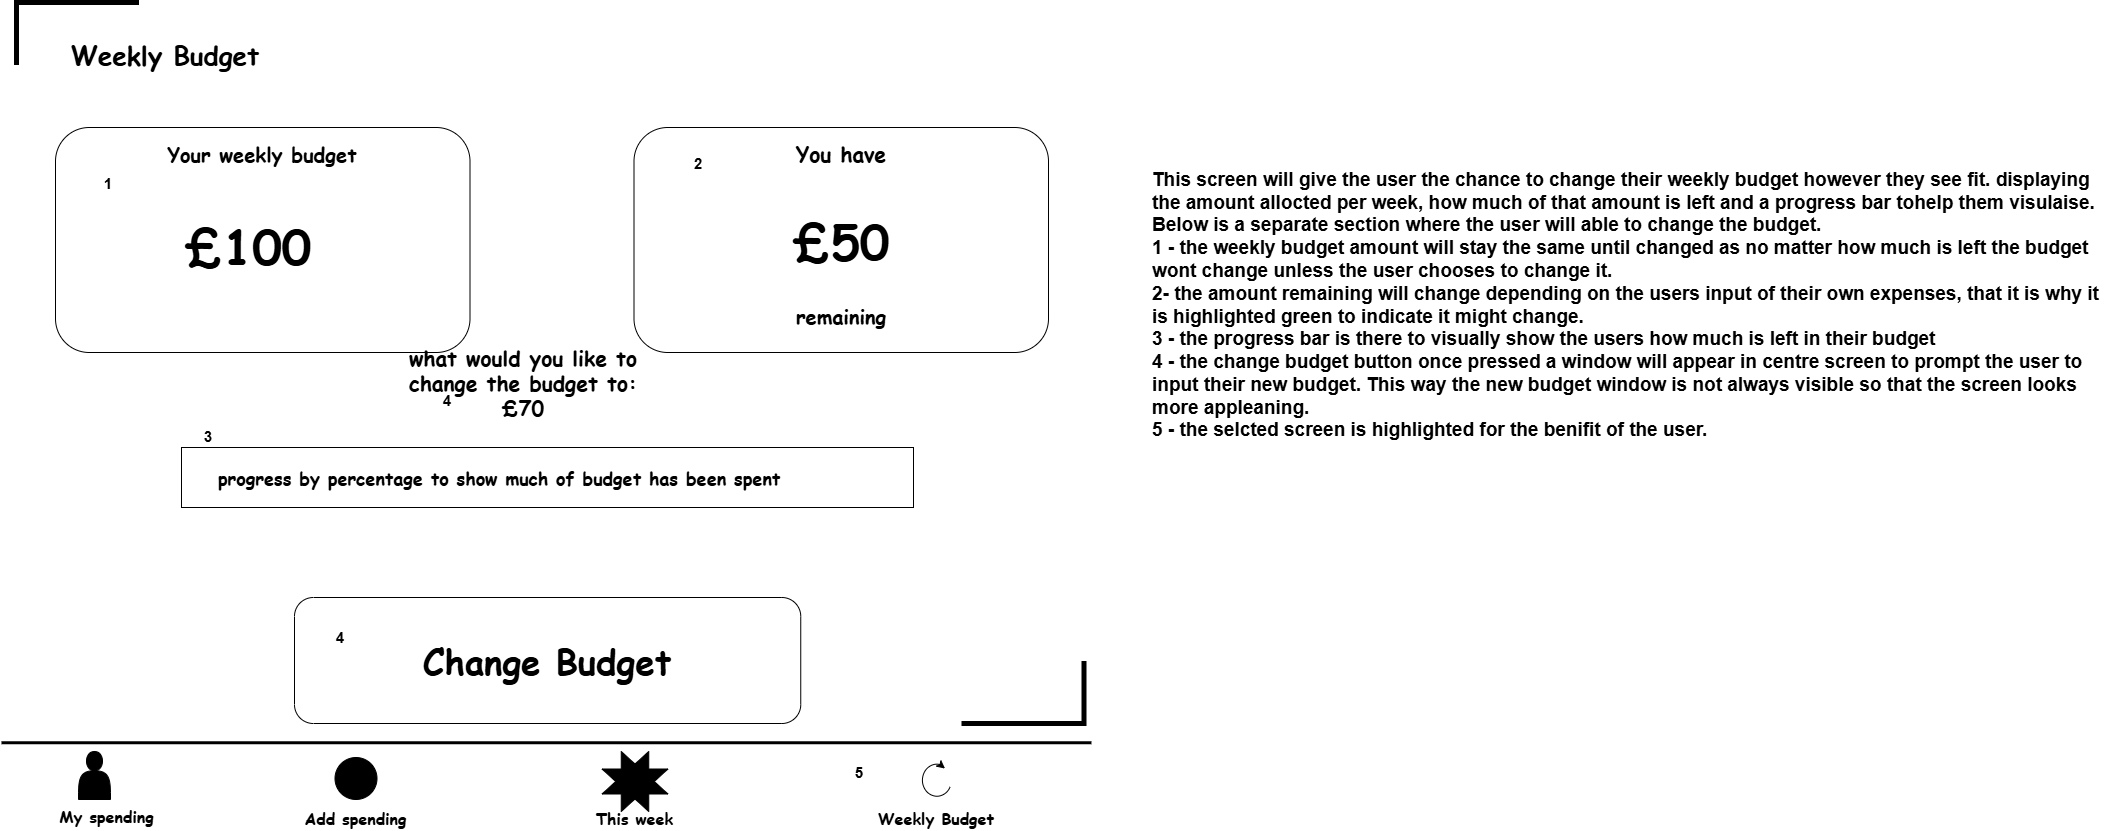 Weekly Budget
Your weekly budget
1
£100
2
You have
£50
remaining
what would you like to
change the budget to:
4
£70
3
progress by percentage to show much of budget has been spent
4
Change Budget
My spending
Add spending
This week
5
Weekly Budget
This screen will give the user the chance to change their weekly budget however they see fit. displaying
the amount allocted per week, how much of that amount is left and a progress bar tohelp them visulaise.
Below is a separate section where the user will able to change the budget.
1 - the weekly budget amount will stay the same until changed as no matter how much is left the budget
wont change unless the user chooses to change it.
2- the amount remaining will change depending on the users input of their own expenses, that it is why it
is highlighted green to indicate it might change.
3 - the progress bar is there to visually show the users how much is left in their budget
4 - the change budget button once pressed a window will appear in centre screen to prompt the user to
input their new budget. This way the new budget window is not always visible so that the screen looks
more appleaning.
5 - the selcted screen is highlighted for the benifit of the user.